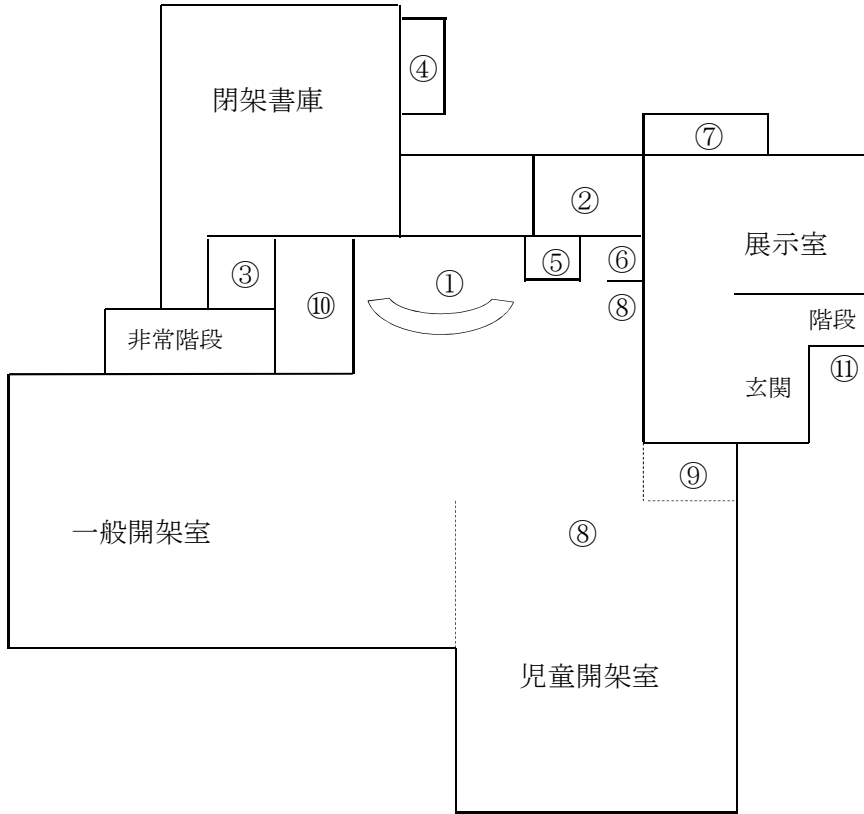 ④
閉架書庫
⑦
②
展示室
⑤
⑥
③
①
⑩
⑧
階段
非常階段
⑪
玄関
⑨
一般開架室
⑧
児童開架室